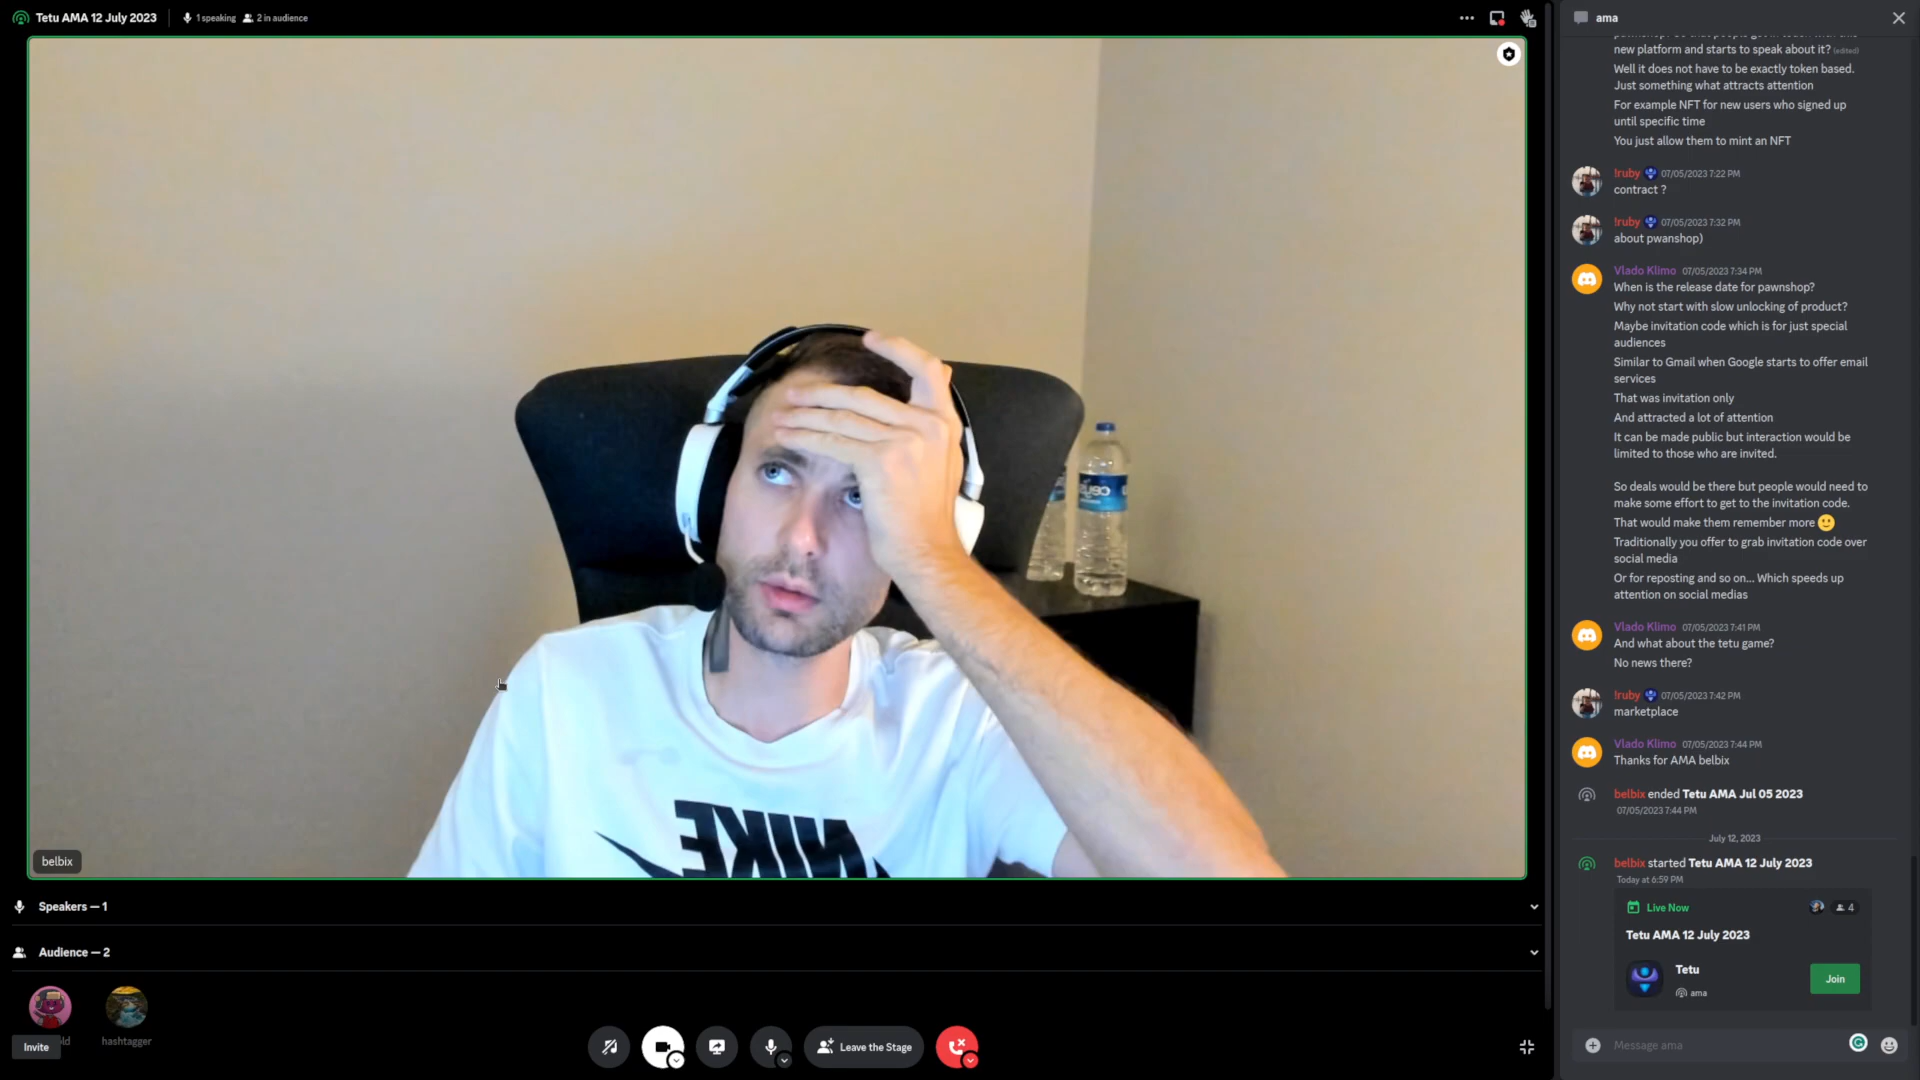 Tetu AMA 12 July 2023
1 speaking
2 in audience
belbix
Speakers — 1
Audience — 2
hashtagger
Invite
Leave the Stage
ama
new platform and starts to speak about it? (edited)
Well it does not have to be exactly token based.
Just something what attracts attention
For example NFT for new users who signed up
until specific time
You just allow them to mint an NFT
!ruby 07/05/2023 7:22 PM
contract ?
!ruby 07/05/2023 7:32 PM
about pwanshop)
Vlado Klimo 07/05/2023 7:34 PM
When is the release date for pawnshop?
Why not start with slow unlocking of product?
Maybe invitation code which is for just special
audiences
Similar to Gmail when Google starts to offer email
services
That was invitation only
And attracted a lot of attention
It can be made public but interaction would be
limited to those who are invited.
So deals would be there but people would need to
make some effort to get to the invitation code.
That would make them remember more 🙂
Traditionally you offer to grab invitation code over
social media
Or for reposting and so on... Which speeds up
attention on social medias
Vlado Klimo 07/05/2023 7:41 PM
And what about the tetu game?
No news there?
!ruby 07/05/2023 7:42 PM
marketplace
Vlado Klimo 07/05/2023 7:44 PM
Thanks for AMA belbix
belbix ended Tetu AMA Jul 05 2023
07/05/2023 7:44 PM
July 12, 2023
belbix started Tetu AMA 12 July 2023
Today at 6:59 PM
Live Now
4
Tetu AMA 12 July 2023
Tetu
ama
Join
Message ama
NIKE